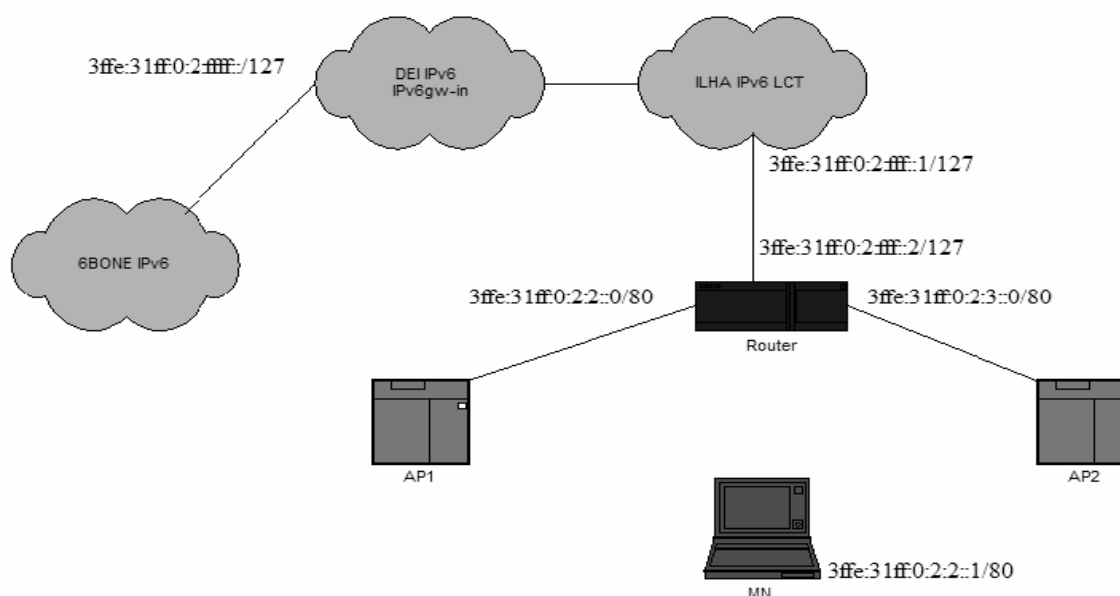 3ffe:31ff:0:2:ffff::/127
DEI IPv6
IPv6gw-in
ILHA IPv6 LCT
3ffe:31ff:0:2:fff::1/127
6BONE IPv6
3ffe:31ff:0:2:fff::2/127
3ffe:31ff:0:2:2::0/80
3ffe:31ff:0:2:3::0/80
Router
AP1
AP2
3ffe:31ff:0:2:2::1/80
MN